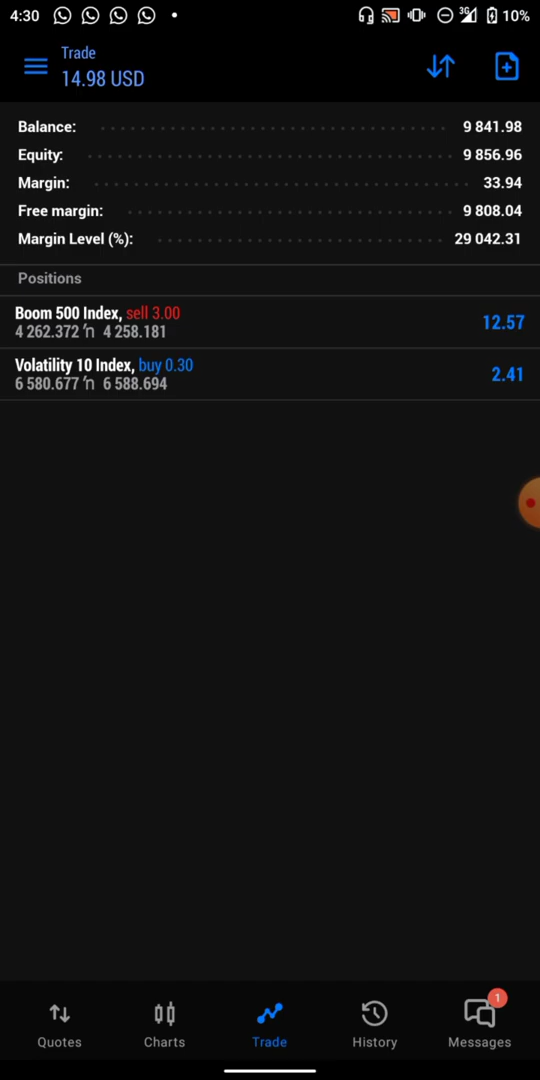 4:30 3G 10%
Trade
14.98 USD
Balance: 9 841.98
Equity: 9 856.96
Margin: 33.94
Free margin: 9 808.04
Margin Level (%): 29 042.31
Positions
Boom 500 Index, sell 3.00
12.57
4 262.372 4 258.181
Volatility 10 Index, buy 0.30
2.41
6 580.677 6 588.694
1
Quotes Charts Trade History Messages